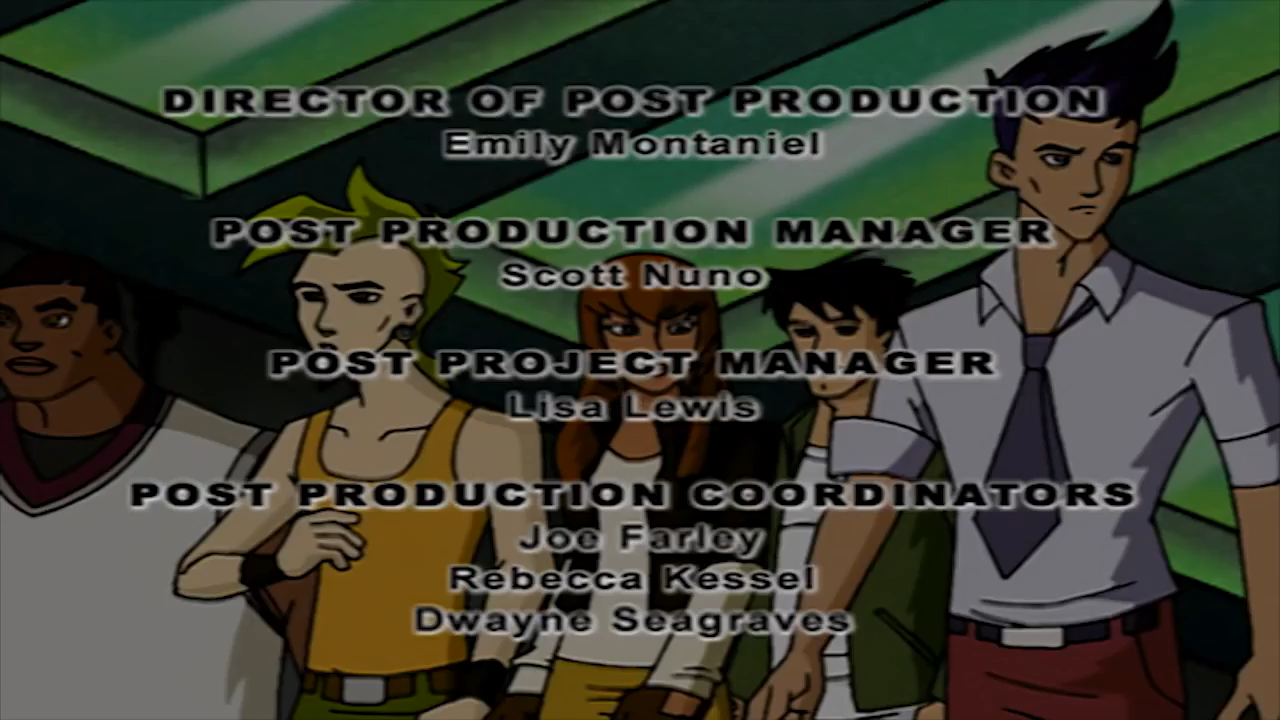 DIRECTOR OF POST PRODUCTION
Emily Montaniel
POST PRODUCTION MANAGER
Scott Nuno
POST PROJECT MANAGER
Lisa Lewis
POST PRODUCTION COORDINATORS
Joe Farley
Rebecca Kessel
Dwayne Seagraves